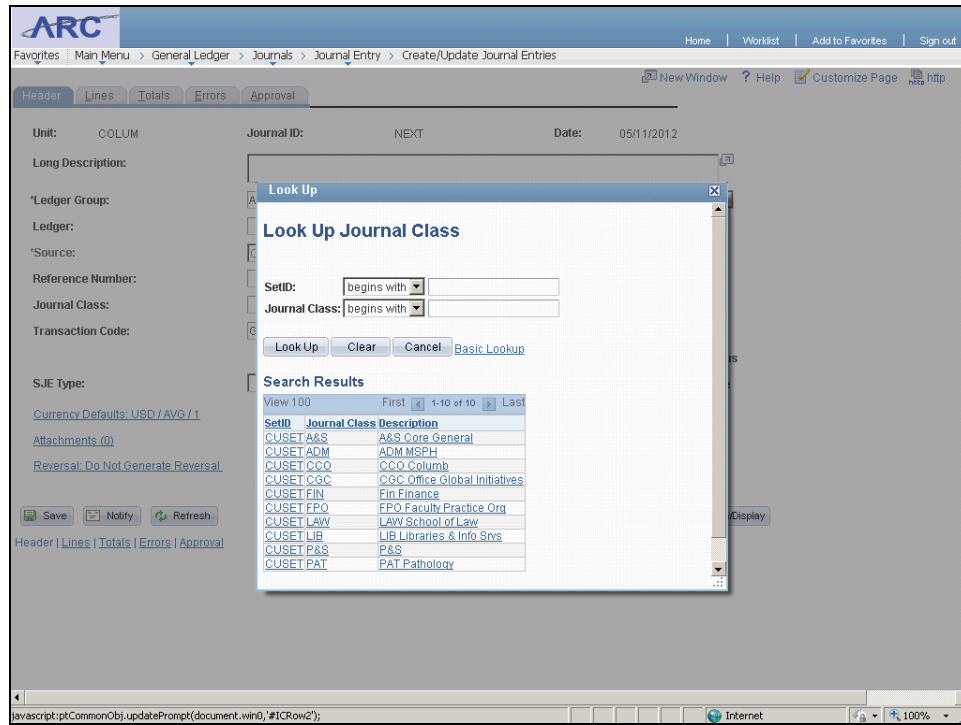 ARC
Home | Worklist | Add to Favorites | Sign out
Favorites Main Menu > General Ledger > Journals > Journal Entry > Create/Update Journal Entries
New Window ? Help Customize Page http
Header Lines Totals Errors Approval
Unit: COLUM Journal ID: NEXT Date: 05/11/2012
Long Description:
*Ledger Group:
Ledger:
*Source:
Reference Number:
Journal Class:
Transaction Code:
SJE Type:
Currency Defaults: USD / AVG / 1
Attachments (0)
Reversal: Do Not Generate Reversal
Save Notify Refresh
/Display
Header | Lines | Totals | Errors | Approval
Look Up
Look Up Journal Class
SetID: begins with
Journal Class: begins with
Look Up Clear Cancel Basic Lookup
Search Results
View 100 First 1-10 of 10 Last
SetID Journal Class Description
CUSET A&S A&S Core General
CUSET ADM ADM MSPH
CUSET CCO CCO Columb
CUSET CGC CGC Office Global Initiatives
CUSET FIN Fin Finance
CUSET FPO FPO Faculty Practice Org
CUSET LAW LAW School of Law
CUSET LIB LIB Libraries & Info Srvs
CUSET P&S P&S
CUSET PAT PAT Pathology
javascript:ptCommonObj.updatePrompt(document.win0,'#ICRow2'); Internet 100%